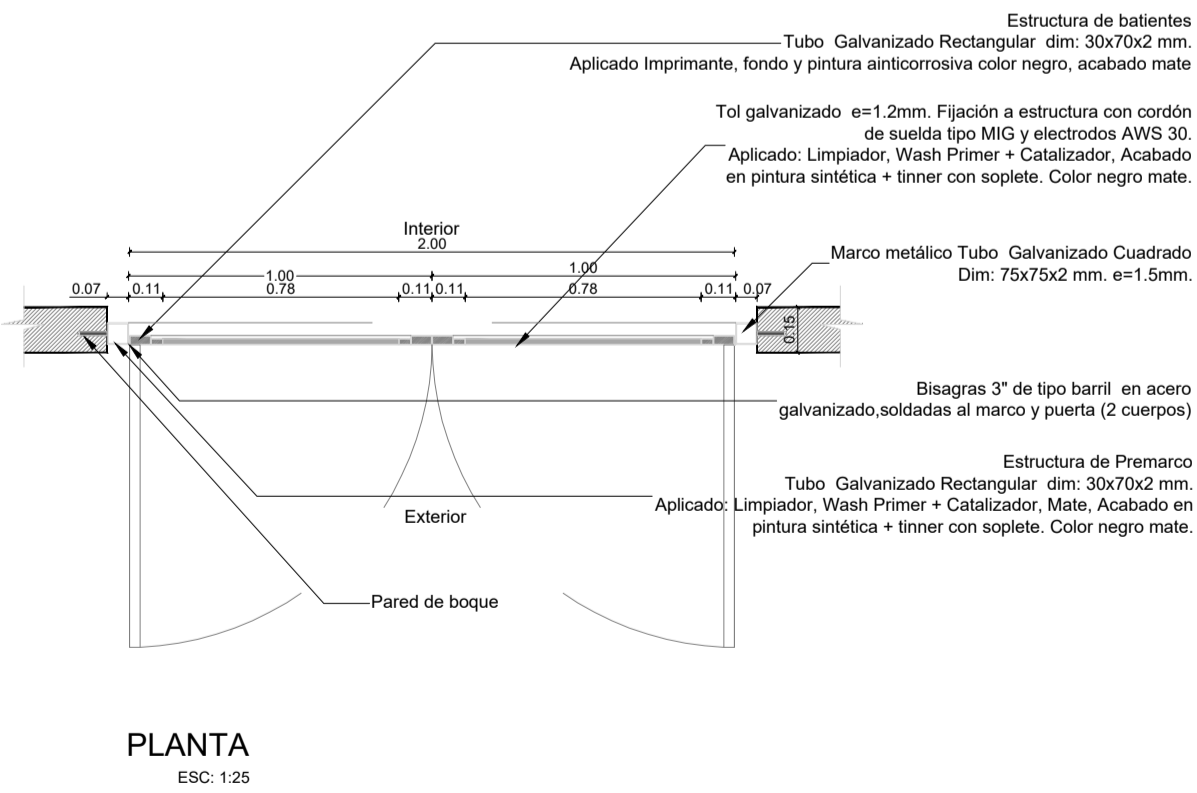 Estructura de batientes
Tubo Galvanizado Rectangular dim: 30x70x2 mm.
Aplicado Imprimante, fondo y pintura ainticorrosiva color negro, acabado mate
Tol galvanizado e=1.2mm. Fijación a estructura con cordón
de suelda tipo MIG y electrodos AWS 30.
Aplicado: Limpiador, Wash Primer + Catalizador, Acabado
en pintura sintética + tinner con soplete. Color negro mate.
Interior
2.00
Marco metálico Tubo Galvanizado Cuadrado
Dim: 75x75x2 mm. e=1.5mm.
1.00 1.00
0.07 0.11 0.78 0.11 0.11 0.78 0.11 0.07
0.15
Bisagras 3" de tipo barril en acero
galvanizado,soldadas al marco y puerta (2 cuerpos)
Estructura de Premarco
Tubo Galvanizado Rectangular dim: 30x70x2 mm.
Aplicado: Limpiador, Wash Primer + Catalizador, Mate, Acabado en
pintura sintética + tinner con soplete. Color negro mate.
Exterior
Pared de boque
PLANTA
ESC: 1:25